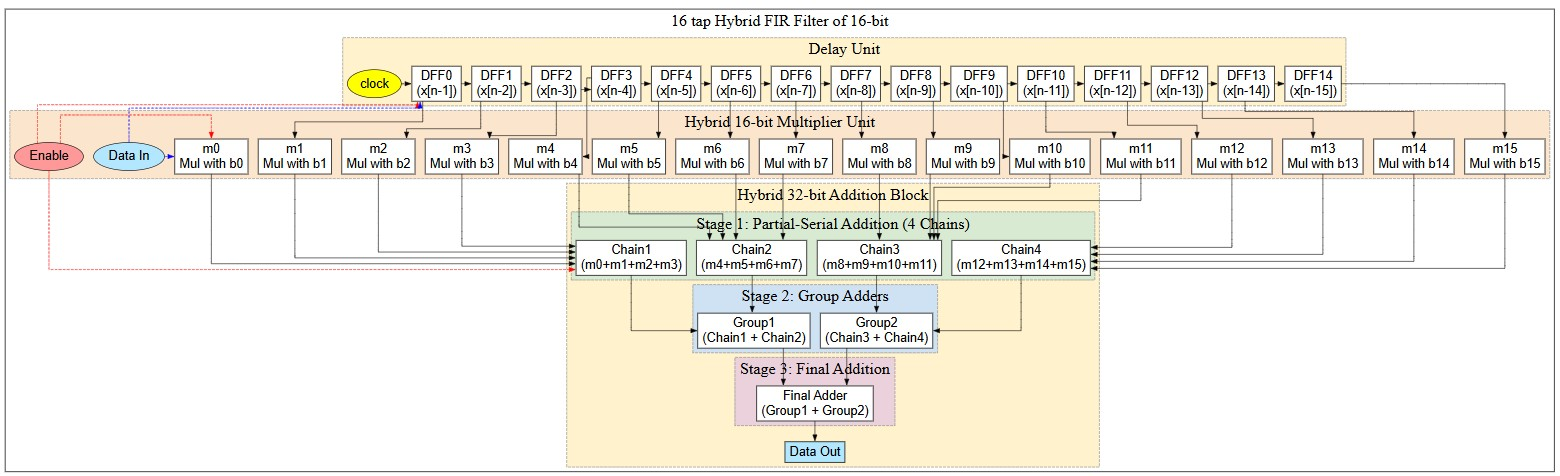 16 tap Hybrid FIR Filter of 16-bit
Delay Unit
clock
DFF0
(x[n-1])
DFF1
(x[n-2])
DFF2
(x[n-3])
DFF3
(x[n-4])
DFF4
(x[n-5])
DFF5
(x[n-6])
DFF6
(x[n-7])
DFF7
(x[n-8])
DFF8
(x[n-9])
DFF9
(x[n-10])
DFF10
(x[n-11])
DFF11
(x[n-12])
DFF12
(x[n-13])
DFF13
(x[n-14])
DFF14
(x[n-15])
Hybrid 16-bit Multiplier Unit
Enable
Data In
m0
Mul with b0
m1
Mul with b1
m2
Mul with b2
m3
Mul with b3
m4
Mul with b4
m5
Mul with b5
m6
Mul with b6
m7
Mul with b7
m8
Mul with b8
m9
Mul with b9
m10
Mul with b10
m11
Mul with b11
m12
Mul with b12
m13
Mul with b13
m14
Mul with b14
m15
Mul with b15
Hybrid 32-bit Addition Block
Stage 1: Partial-Serial Addition (4 Chains)
Chain1
(m0+m1+m2+m3)
Chain2
(m4+m5+m6+m7)
Chain3
(m8+m9+m10+m11)
Chain4
(m12+m13+m14+m15)
Stage 2: Group Adders
Group1
(Chain1 + Chain2)
Group2
(Chain3 + Chain4)
Stage 3: Final Addition
Final Adder
(Group1 + Group2)
Data Out